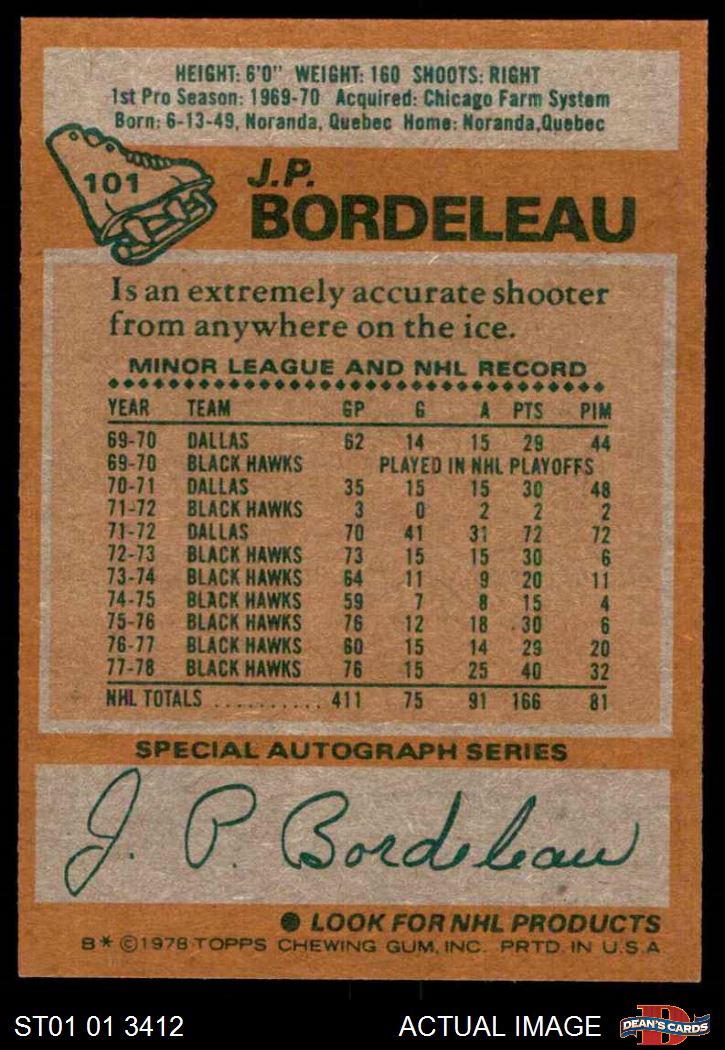 HEIGHT: 6'0" WEIGHT: 160 SHOOTS: RIGHT
1st Pro Season: 1969-70 Acquired: Chicago Farm System
Born: 6-13-49, Noranda, Quebec Home: Noranda, Quebec
101
J.P.
BORDELEAU
Is an extremely accurate shooter
from anywhere on the ice.
MINOR LEAGUE AND NHL RECORD
YEAR TEAM GP G A PTS PIM
69-70 DALLAS 62 14 15 29 44
69-70 BLACK HAWKS PLAYED IN NHL PLAYOFFS
70-71 DALLAS 35 15 15 30 48
71-72 BLACK HAWKS 3 0 2 2 2
71-72 DALLAS 70 41 31 72 72
72-73 BLACK HAWKS 73 15 15 30 6
73-74 BLACK HAWKS 64 11 9 20 11
74-75 BLACK HAWKS 59 7 8 15 4
75-76 BLACK HAWKS 76 12 18 30 6
76-77 BLACK HAWKS 60 15 14 29 20
77-78 BLACK HAWKS 76 15 25 40 32
NHL TOTALS .......... 411 75 91 166 81
SPECIAL AUTOGRAPH SERIES
J. P. Bordeleau
● LOOK FOR NHL PRODUCTS
B* ©1978 TOPPS CHEWING GUM, INC. PRTD. IN U.S.A.
ST01 01 3412 ACTUAL IMAGE D DEAN'S CARDS